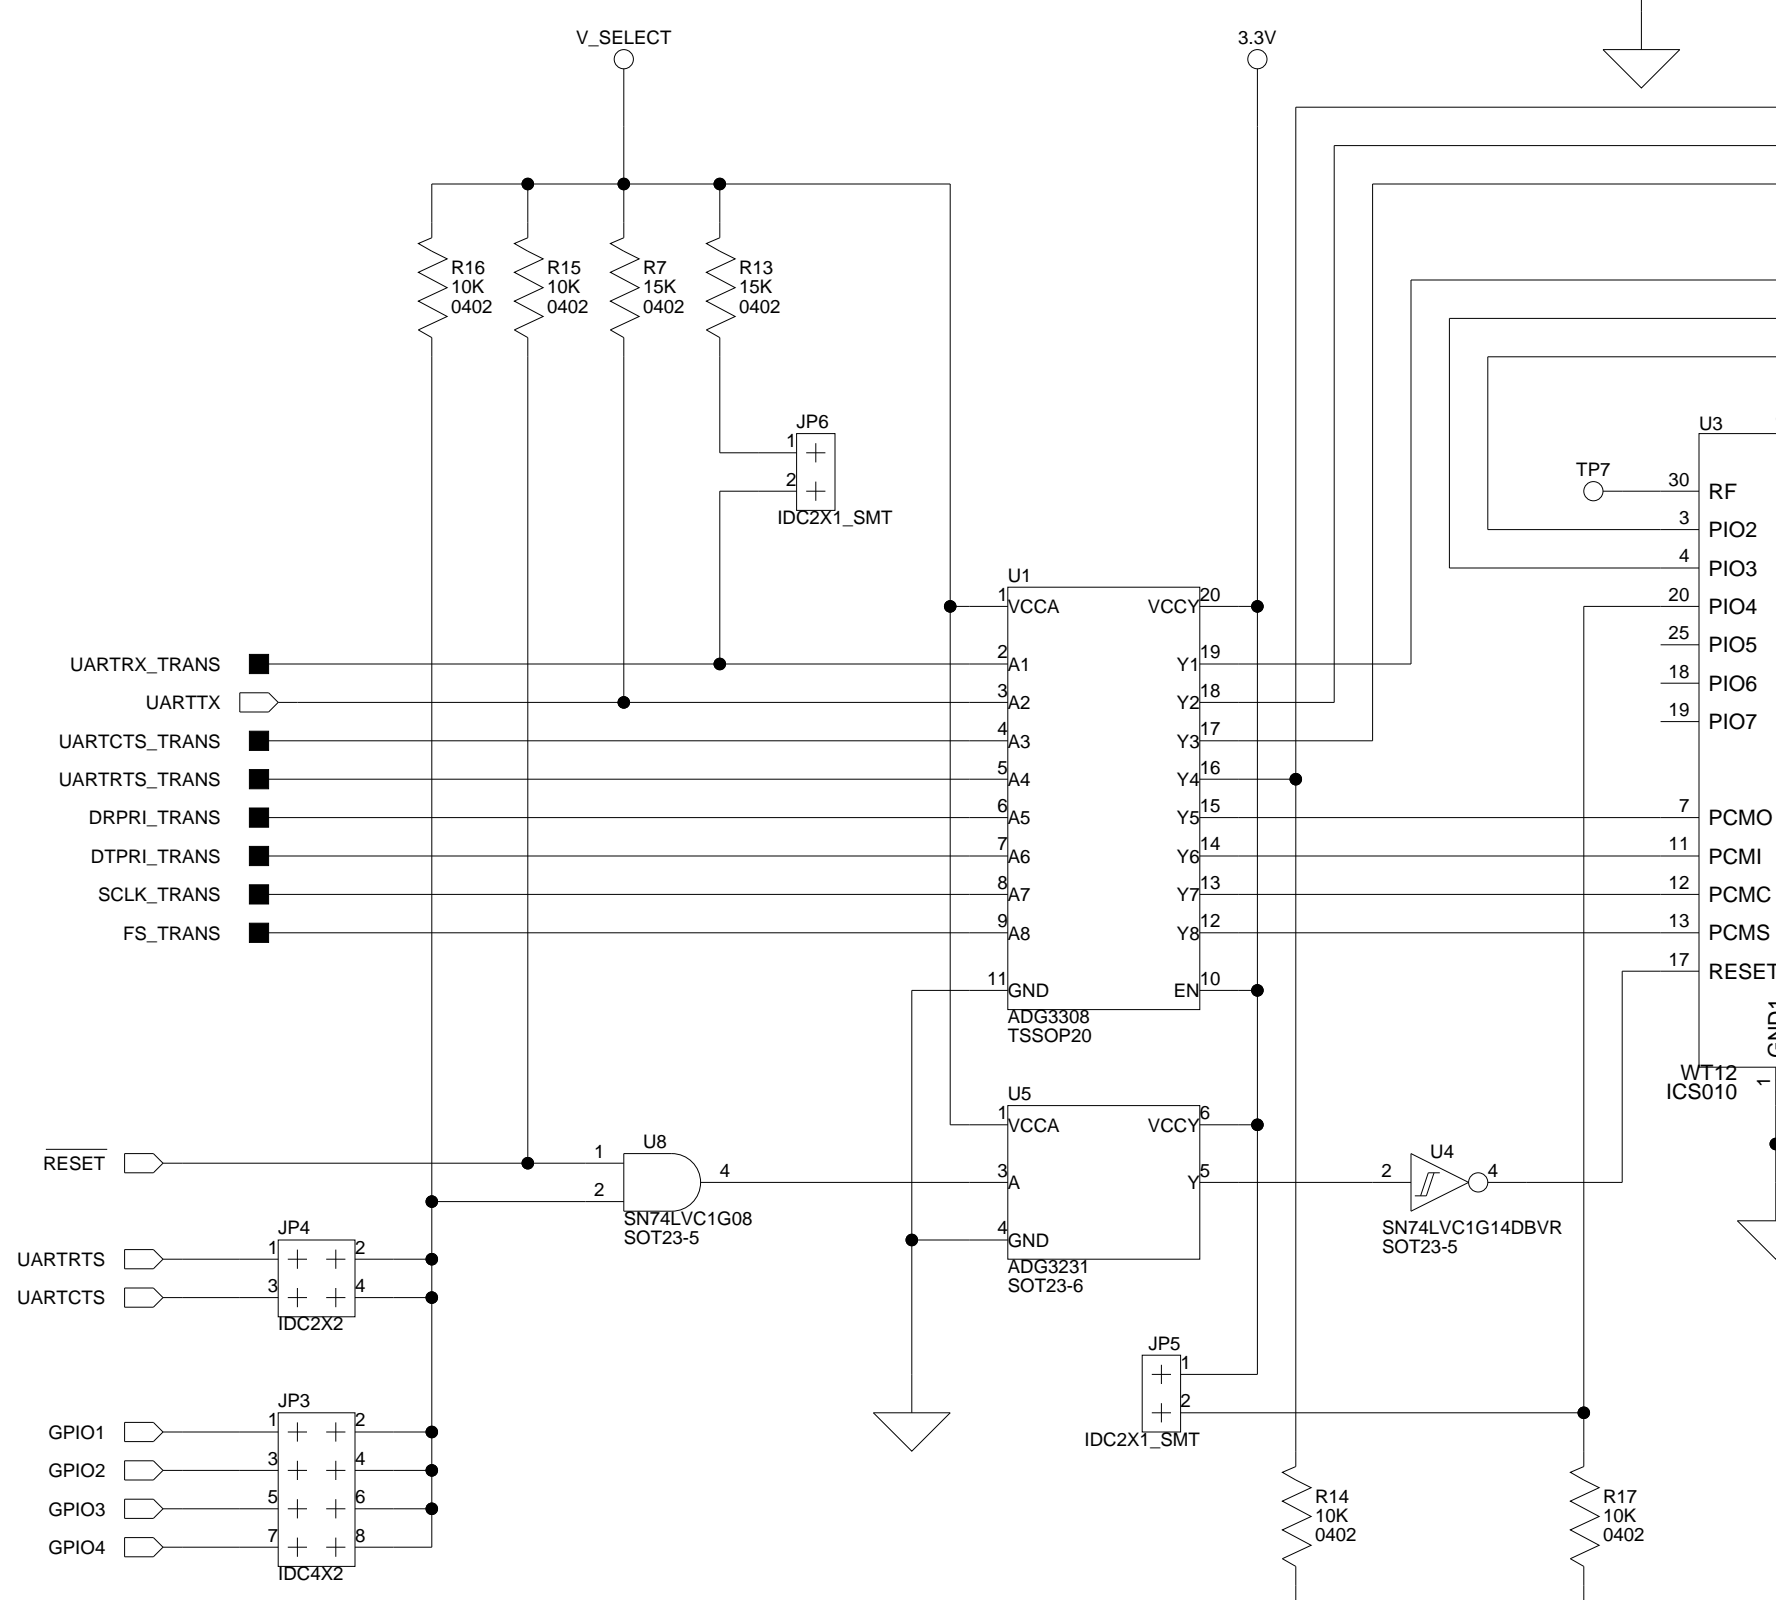 V_SELECT
3.3V
R16
10K
0402
R15
10K
0402
R7
15K
0402
R13
15K
0402
JP6
1
2
IDC2X1_SMT
U3
TP7
30 RF
3 PIO2
4 PIO3
20 PIO4
25 PIO5
18 PIO6
19 PIO7
7 PCMO
11 PCMI
12 PCMC
13 PCMS
17 RESET
GND1
1
WT12
ICS010
U1
1 VCCA VCCY 20
UARTRX_TRANS 2 A1 Y1 19
UARTTX 3 A2 Y2 18
UARTCTS_TRANS 4 A3 Y3 17
UARTRTS_TRANS 5 A4 Y4 16
DRPRI_TRANS 6 A5 Y5 15
DTPRI_TRANS 7 A6 Y6 14
SCLK_TRANS 8 A7 Y7 13
FS_TRANS 9 A8 Y8 12
11 GND EN 10
ADG3308
TSSOP20
U5
1 VCCA VCCY 6
3 A Y 5
4 GND
ADG3231
SOT23-6
RESET
U8
1
2
4
SN74LVC1G08
SOT23-5
U4
2 4
SN74LVC1G14DBVR
SOT23-5
JP4
UARTRTS 1 2
UARTCTS 3 4
IDC2X2
JP5
1
2
IDC2X1_SMT
JP3
GPIO1 1 2
GPIO2 3 4
GPIO3 5 6
GPIO4 7 8
IDC4X2
R14
10K
0402
R17
10K
0402